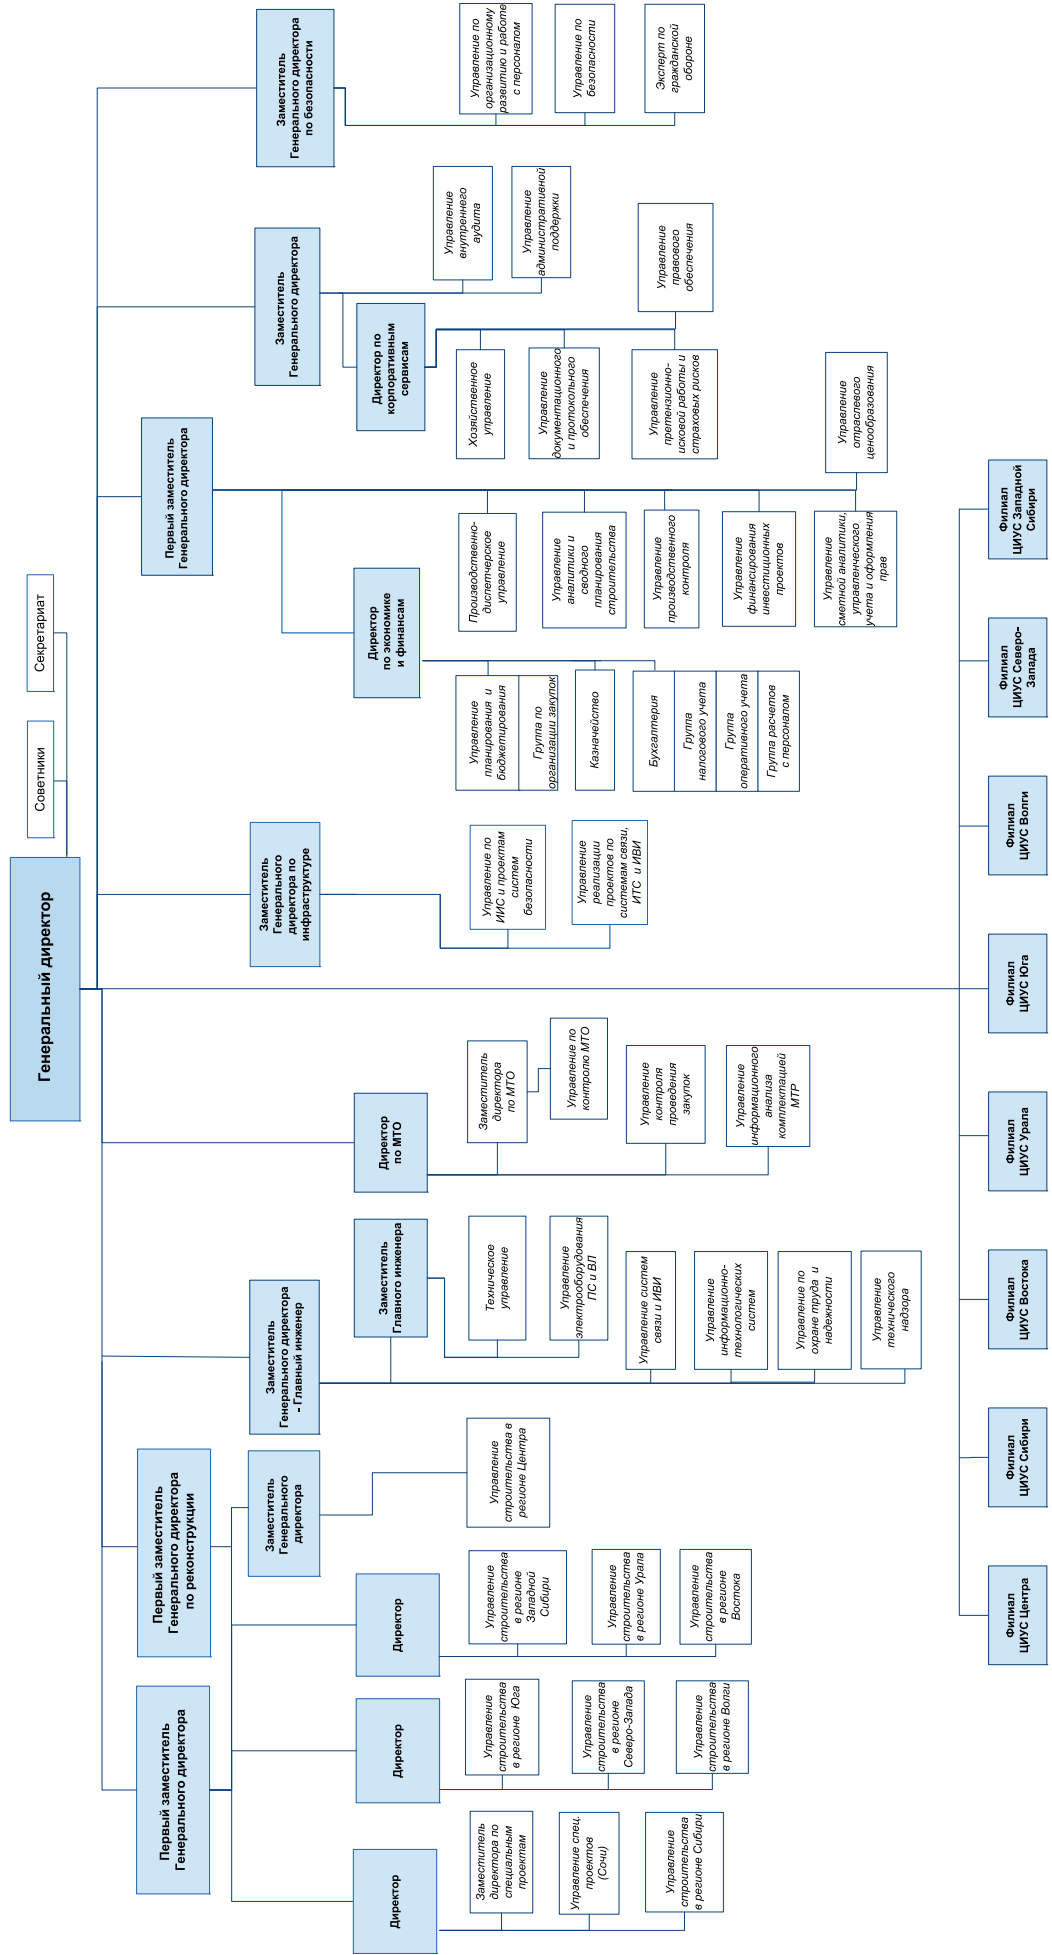 Генеральный директор
Советники
Секретариат
Первый заместитель
Генерального директора
Первый заместитель
Генерального директора
по реконструкции
Первый заместитель
Генерального директора
Заместитель
Генерального
директора
Заместитель
Генерального директора
- Главный инженер
Заместитель
Генерального
директора по
инфраструктуре
Заместитель
Генерального директора
Заместитель
Генерального директора
по безопасности
Директор
Директор
Директор
Заместитель
Главного инженера
Директор
по МТО
Директор
по экономике
и финансам
Директор по
корпоративным
сервисам
Заместитель
директора по
специальным
проектам
Управление спец.
проектов
(Сочи)
Управление
строительства
в регионе Сибири
Управление
строительства
в регионе Юга
Управление
строительства
в регионе
Северо-Запада
Управление
строительства
в регионе Волги
Управление
строительства
в регионе
Западной
Сибири
Управление
строительства
в регионе Урала
Управление
строительства
в регионе
Востока
Управление
строительства в
регионе Центра
Техническое
управление
Управление
электрооборудования
ПС и ВЛ
Управление систем
связи и ИВИ
Управление
информационно-
технологических
систем
Управление по
охране труда и
надежности
Управление
технического
надзора
Заместитель
директора
по МТО
Управление по
контролю МТО
Управление
контроля
проведения
закупок
Управление
информационного
анализа
комплектацией
МТР
Управление по
ИИС и проектам
систем
безопасности
Управление
реализации
проектов по
системам связи,
ИТС и ИВИ
Управление
планирования и
бюджетирования
Группа по
организации закупок
Казначейство
Бухгалтерия
Группа
налогового учета
Группа
оперативного учета
Группа расчетов
с персоналом
Производственно-
диспетчерское
управление
Управление
аналитики и
сводного
планирования
строительства
Управление
производственного
контроля
Управление
финансирования
инвестиционных
проектов
Управление
сметной аналитики,
управленческого
учета и оформления
прав
Управление
отраслевого
ценообразования
Хозяйственное
управление
Управление
документационного
и протокольного
обеспечения
Управление
претензионно-
исковой работы и
страховых рисков
Управление
правового
обеспечения
Управление
внутреннего
аудита
Управление
административной
поддержки
Управление по
организационному
развитию и работе
с персоналом
Управление по
безопасности
Эксперт по
гражданской
обороне
Филиал
ЦИУС Центра
Филиал
ЦИУС Сибири
Филиал
ЦИУС Востока
Филиал
ЦИУС Урала
Филиал
ЦИУС Юга
Филиал
ЦИУС Волги
Филиал
ЦИУС Северо-
Запада
Филиал
ЦИУС Западной
Сибири